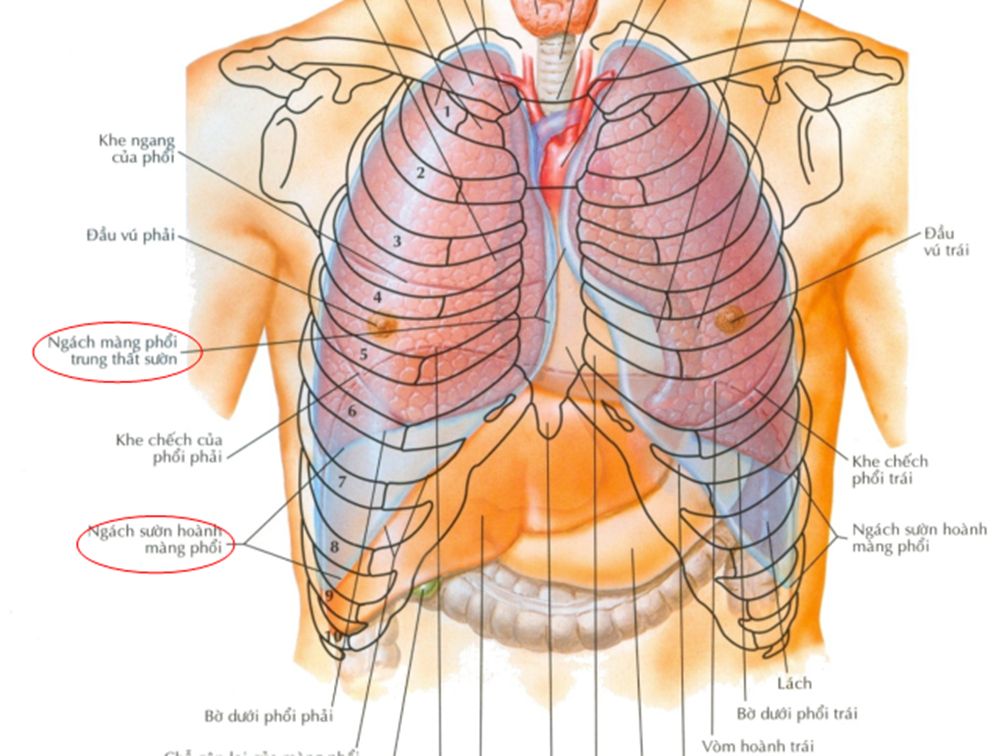 Khe ngang
của phổi
Đầu vú phải
Ngách màng phổi
trung thất sườn
Khe chếch của
phổi phải
Ngách sườn hoành
màng phổi
Bờ dưới phổi phải
1
2
3
4
5
6
7
8
9
10
Đầu
vú trái
Khe chếch
phổi trái
Ngách sườn hoành
màng phổi
Lách
Bờ dưới phổi trái
Vòm hoành trái